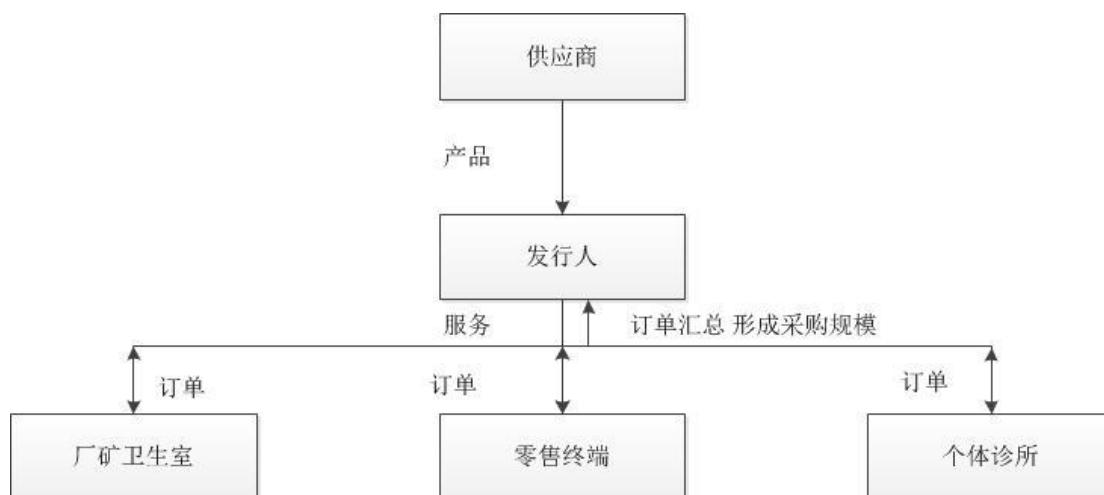 供应商
产品
发行人
服务
订单汇总 形成采购规模
订单
订单
订单
厂矿卫生室
零售终端
个体诊所